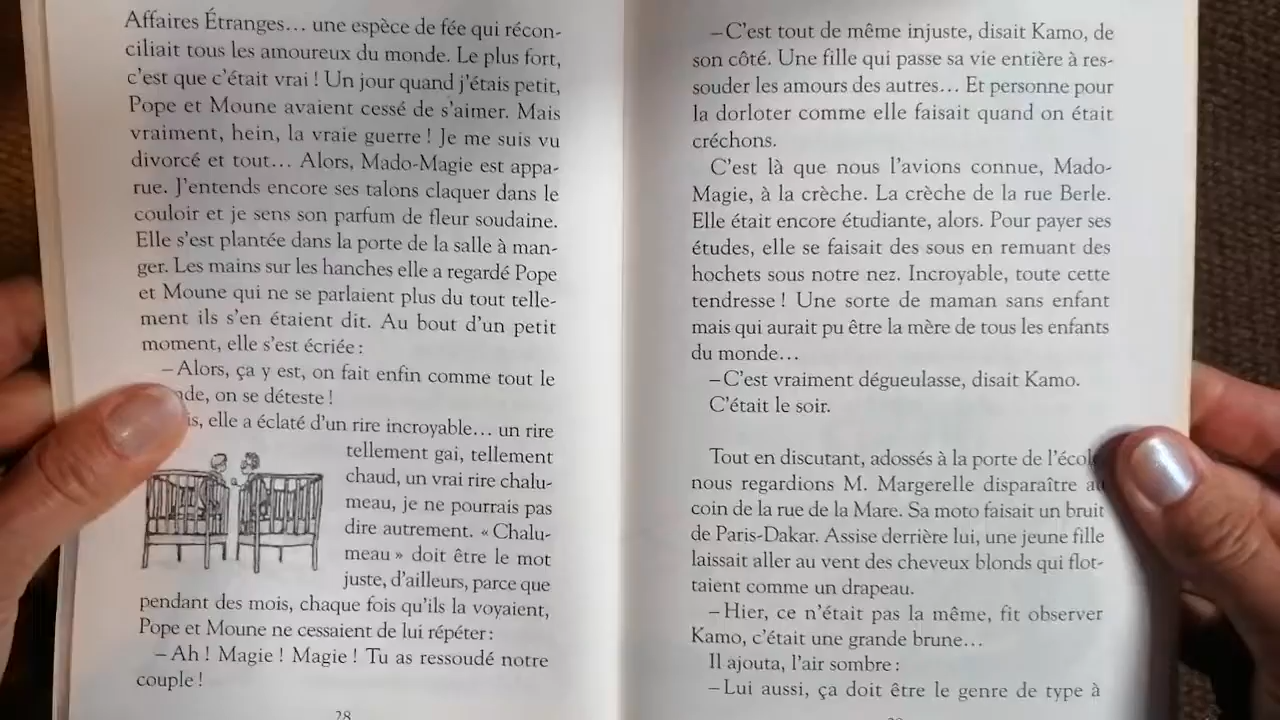 Affaires Étranges… une espèce de fée qui récon-
ciliait tous les amoureux du monde. Le plus fort,
c'est que c'était vrai ! Un jour quand j'étais petit,
Pope et Moune avaient cessé de s'aimer. Mais
vraiment, hein, la vraie guerre ! Je me suis vu
divorcé et tout… Alors, Mado-Magie est appa-
rue. J'entends encore ses talons claquer dans le
couloir et je sens son parfum de fleur soudaine.
Elle s'est plantée dans la porte de la salle à man-
ger. Les mains sur les hanches elle a regardé Pope
et Moune qui ne se parlaient plus du tout telle-
ment ils s'en étaient dit. Au bout d'un petit
moment, elle s'est écriée :
– Alors, ça y est, on fait enfin comme tout le
de, on se déteste !
is, elle a éclaté d'un rire incroyable… un rire
tellement gai, tellement
chaud, un vrai rire chalu-
meau, je ne pourrais pas
dire autrement. « Chalu-
meau » doit être le mot
juste, d'ailleurs, parce que
pendant des mois, chaque fois qu'ils la voyaient,
Pope et Moune ne cessaient de lui répéter :
– Ah ! Magie ! Magie ! Tu as ressoudé notre
couple !
28
– C'est tout de même injuste, disait Kamo, de
son côté. Une fille qui passe sa vie entière à res-
souder les amours des autres… Et personne pour
la dorloter comme elle faisait quand on était
créchons.
C'est là que nous l'avions connue, Mado-
Magie, à la crèche. La crèche de la rue Berle.
Elle était encore étudiante, alors. Pour payer ses
études, elle se faisait des sous en remuant des
hochets sous notre nez. Incroyable, toute cette
tendresse ! Une sorte de maman sans enfant
mais qui aurait pu être la mère de tous les enfants
du monde…
– C'est vraiment dégueulasse, disait Kamo.
C'était le soir.
Tout en discutant, adossés à la porte de l'école
nous regardions M. Margerelle disparaître au
coin de la rue de la Mare. Sa moto faisait un bruit
de Paris-Dakar. Assise derrière lui, une jeune fille
laissait aller au vent des cheveux blonds qui flot-
taient comme un drapeau.
– Hier, ce n'était pas la même, fit observer
Kamo, c'était une grande brune…
Il ajouta, l'air sombre :
– Lui aussi, ça doit être le genre de type à